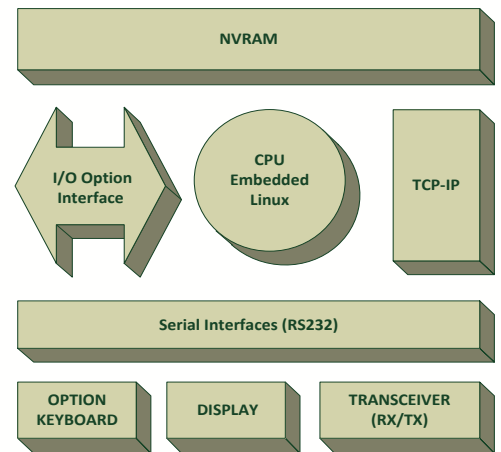 NVRAM
I/O Option
Interface
CPU
Embedded
Linux
TCP-IP
Serial Interfaces (RS232)
OPTION
KEYBOARD
DISPLAY
TRANSCEIVER
(RX/TX)